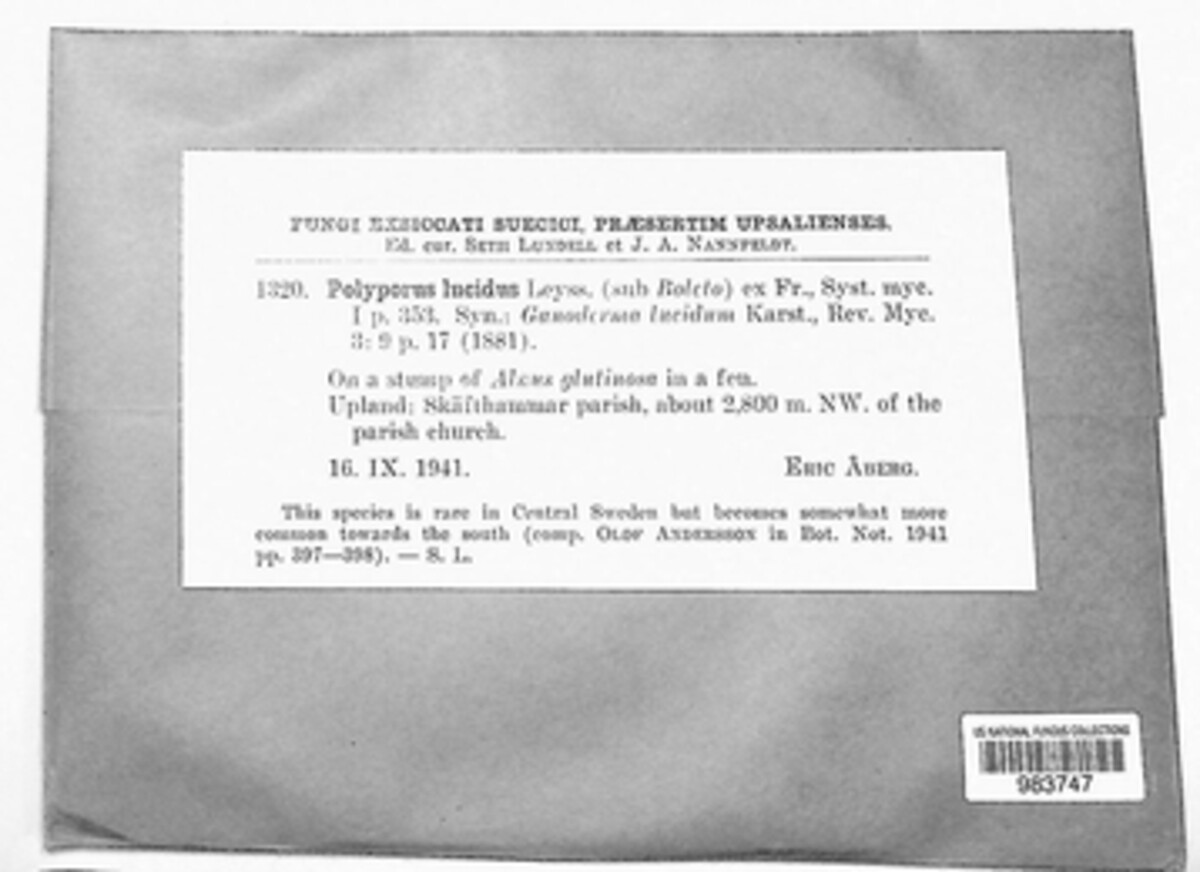 FUNGI EXSICCATI SUECICI, PRÆSERTIM UPSALIENSES.
Ed. cur. SETH LUNDELL et J. A. NANNFELDT.
1320. Polyporus lucidus Leyss. (sub Boleto) ex Fr., Syst. myc.
I p. 353. Syn.: Ganoderma lucidum Karst., Rev. Myc.
3: 9 p. 17 (1881).
On a stump of Alnus glutinosa in a fen.
Upland: Skäfthammar parish, about 2,800 m. NW. of the
parish church.
16. IX. 1941. ERIC ÅBERG.
This species is rare in Central Sweden but becomes somewhat more
common towards the south (comp. OLOF ANDERSSON in Bot. Not. 1941
pp. 397—398). — S. L.
US NATIONAL FUNGUS COLLECTIONS
983747